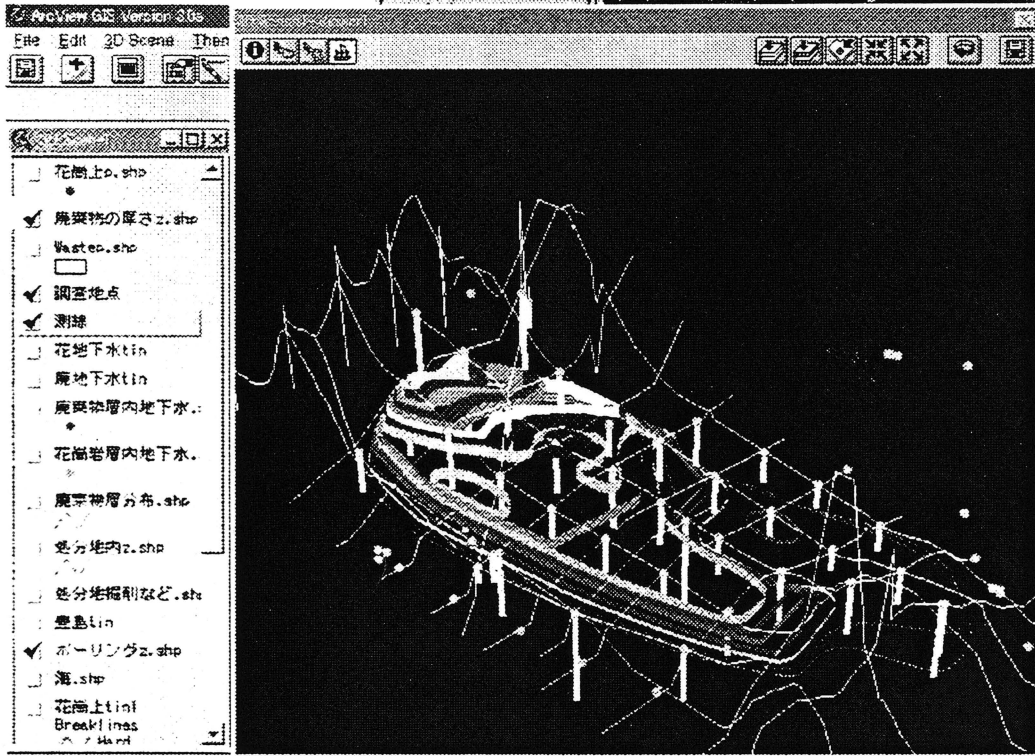 ArcView GIS Version 3.0a
File Edit 3D Scene Them
花崗上p.shp
廃棄物の厚さz.shp
Wastep.shp
調査地点
測線
花地下水tin
廃地下水tin
廃棄物層内地下水.
花崗岩層内地下水.
廃棄物層分布.shp
処分地内z.shp
処分地掘削など.sh
豊島tin
ボーリングz.shp
海.shp
花崗上tin1
Breaklines
Hard